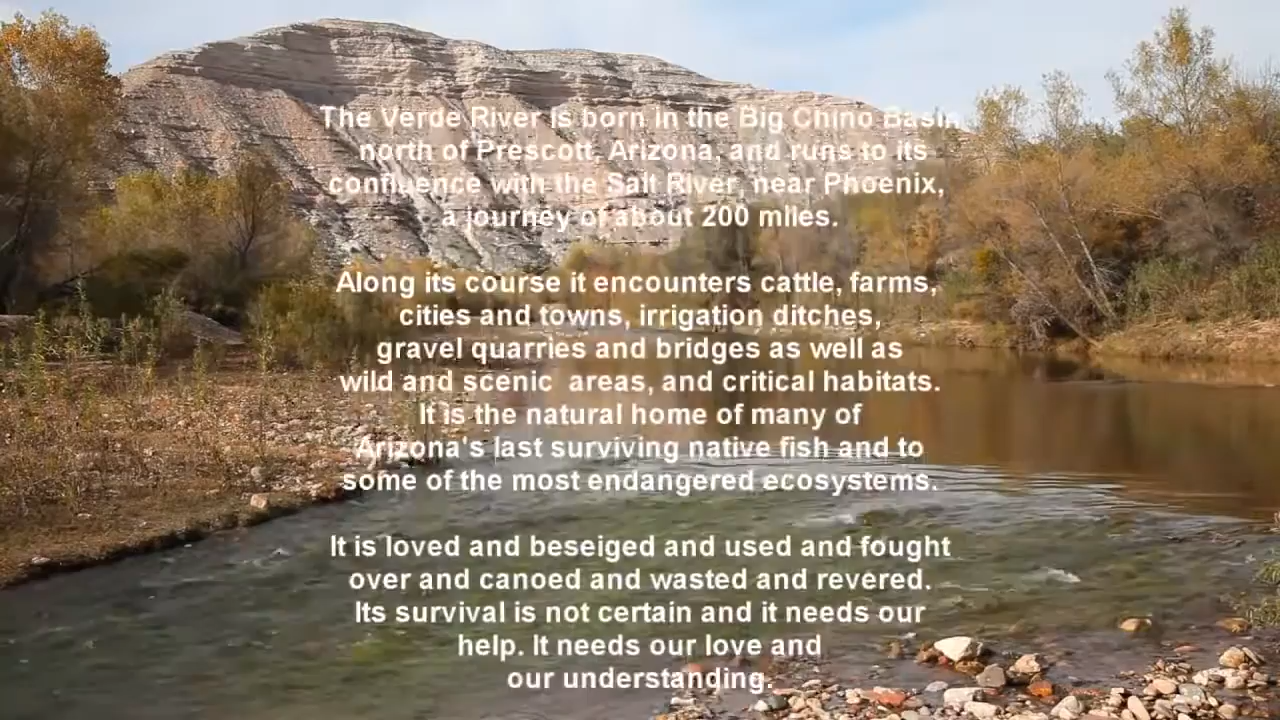 The Verde River is born in the Big Chino Basin
north of Prescott, Arizona, and runs to its
confluence with the Salt River, near Phoenix,
a journey of about 200 miles.
Along its course it encounters cattle, farms,
cities and towns, irrigation ditches,
gravel quarries and bridges as well as
wild and scenic  areas, and critical habitats.
It is the natural home of many of
Arizona's last surviving native fish and to
some of the most endangered ecosystems.
It is loved and beseiged and used and fought
over and canoed and wasted and revered.
Its survival is not certain and it needs our
help. It needs our love and
our understanding.